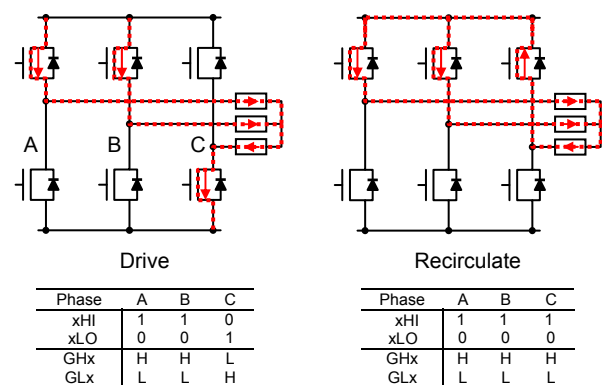 A B C
Drive
Recirculate
Phase A B C
xHI 1 1 0
xLO 0 0 1
GHx H H L
GLx L L H
Phase A B C
xHI 1 1 1
xLO 0 0 0
GHx H H H
GLx L L L